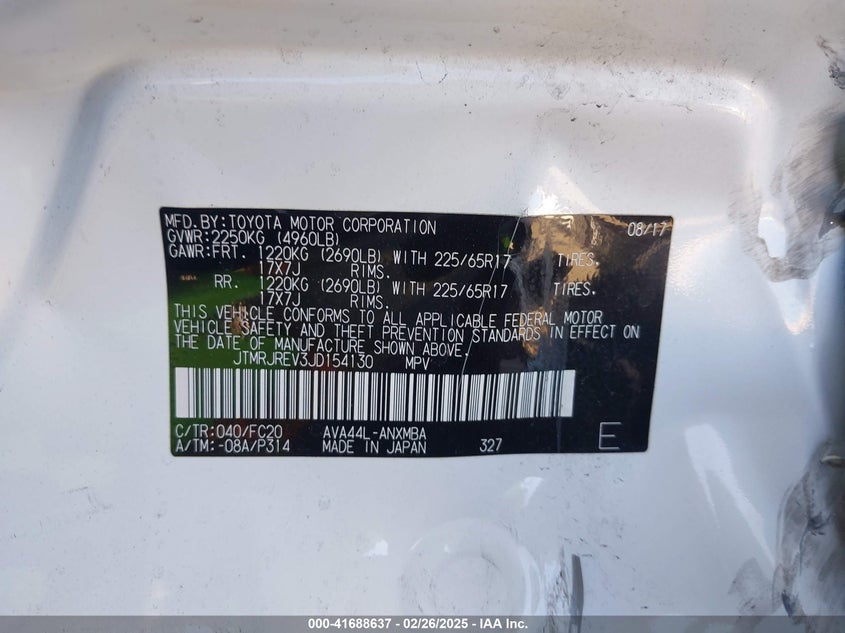 MFD.BY:TOYOTA MOTOR CORPORATION 08/17
GVWR:2250KG (4960LB)
GAWR:FRT. 1220KG (2690LB) WITH 225/65R17 TIRES.
17X7J RIMS.
RR. 1220KG (2690LB) WITH 225/65R17 TIRES.
17X7J RIMS.
THIS VEHICLE CONFORMS TO ALL APPLICABLE FEDERAL MOTOR
VEHICLE SAFETY AND THEFT PREVENTION STANDARDS IN EFFECT ON
THE DATE OF MANUFACTURE SHOWN ABOVE.
JTMRJREV3JD154130 MPV
C/TR:040/FC20 AVA44L-ANXMBA
A/TM:-08A/P314 MADE IN JAPAN 327 E
000-41688637 - 02/26/2025 - IAA Inc.